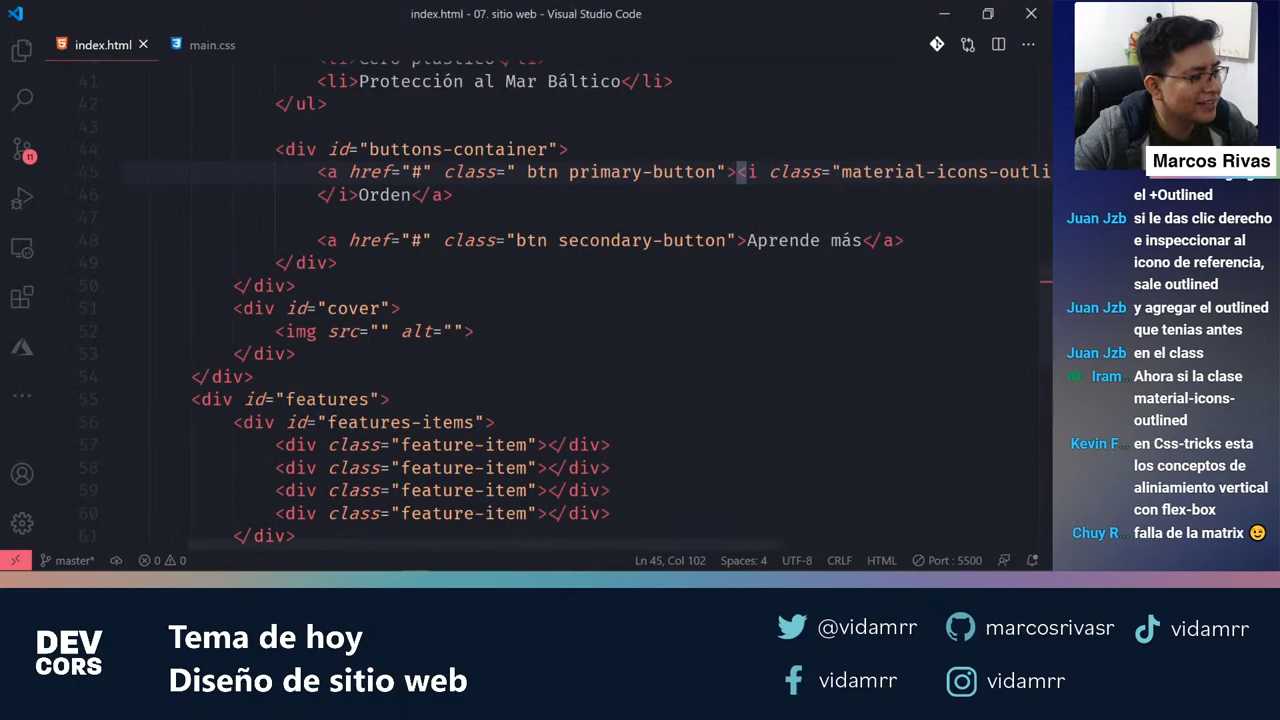 index.html - 07. sitio web - Visual Studio Code
index.html
main.css
41 <li>Protección al Mar Báltico</li>
42 </ul>
43
44 <div id="buttons-container">
45 <a href="#" class=" btn primary-button"><i class="material-icons-outli
46 </i>Orden</a>
47
48 <a href="#" class="btn secondary-button">Aprende más</a>
49 </div>
50 </div>
51 <div id="cover">
52 <img src="" alt="">
53 </div>
54 </div>
55 <div id="features">
56 <div id="features-items">
57 <div class="feature-item"></div>
58 <div class="feature-item"></div>
59 <div class="feature-item"></div>
60 <div class="feature-item"></div>
61 </div>
11
master*
0
0
Ln 45, Col 102
Spaces: 4
UTF-8
CRLF
HTML
Port : 5500
Marcos Rivas
el +Outlined
Juan Jzb si le das clic derecho
e inspeccionar al
icono de referencia,
sale outlined
Juan Jzb y agregar el outlined
que tenias antes
Juan Jzb en el class
Iram... Ahora si la clase
material-icons-
outlined
Kevin F... en Css-tricks esta
los conceptos de
aliniamiento vertical
con flex-box
Chuy R... falla de la matrix 😉
DEV
CORS
Tema de hoy
Diseño de sitio web
@vidamrr
marcosrivasr
vidamrr
vidamrr
vidamrr